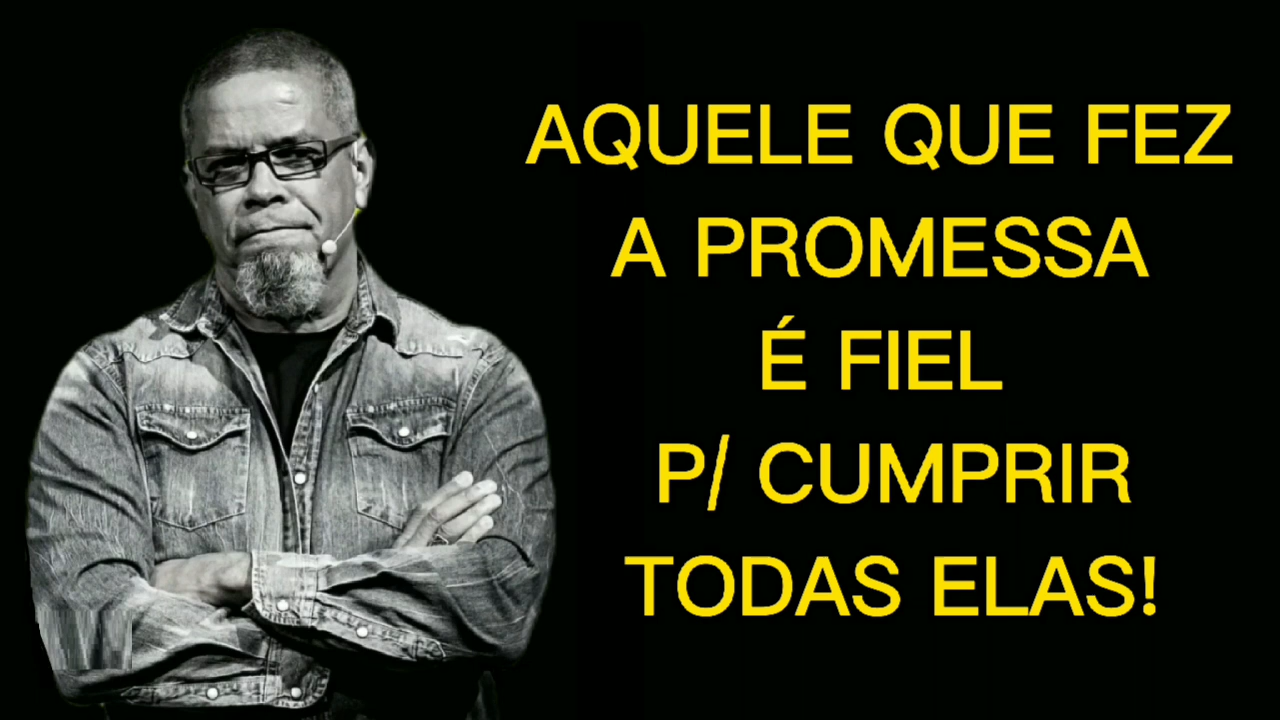 AQUELE QUE FEZ
A PROMESSA
É FIEL
P/ CUMPRIR
TODAS ELAS!